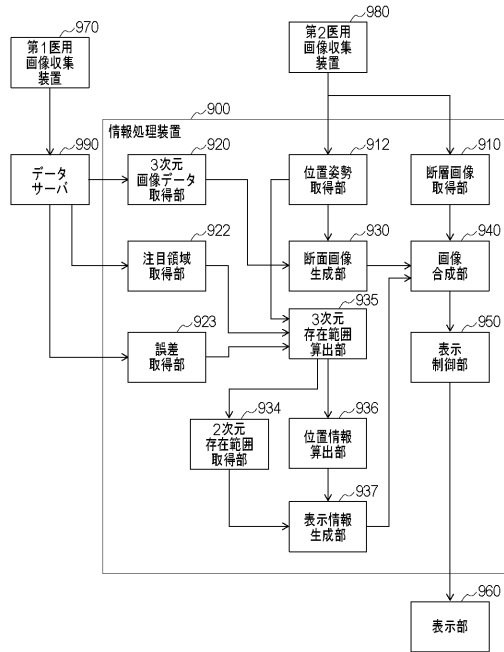 970
第1医用
画像収集
装置
980
第2医用
画像収集
装置
900
情報処理装置
990
データ
サーバ
920
3次元
画像データ
取得部
912
位置姿勢
取得部
910
断層画像
取得部
922
注目領域
取得部
930
断面画像
生成部
940
画像
合成部
923
誤差
取得部
935
3次元
存在範囲
算出部
950
表示
制御部
934
2次元
存在範囲
取得部
936
位置情報
算出部
937
表示情報
生成部
960
表示部